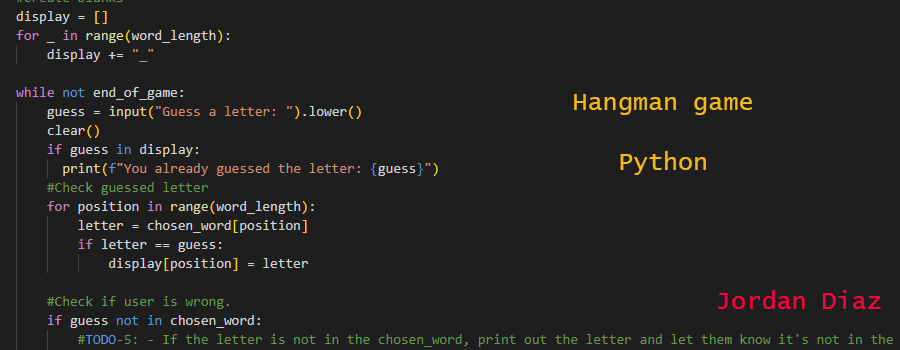 #Create blanks
display = []
for _ in range(word_length):
    display += "_"
while not end_of_game:
    guess = input("Guess a letter: ").lower()
    clear()
    if guess in display:
      print(f"You already guessed the letter: {guess}")
    #Check guessed letter
    for position in range(word_length):
        letter = chosen_word[position]
        if letter == guess:
            display[position] = letter
    #Check if user is wrong.
    if guess not in chosen_word:
        #TODO-5: - If the letter is not in the chosen_word, print out the letter and let them know it's not in the
Hangman game
Python
Jordan Diaz